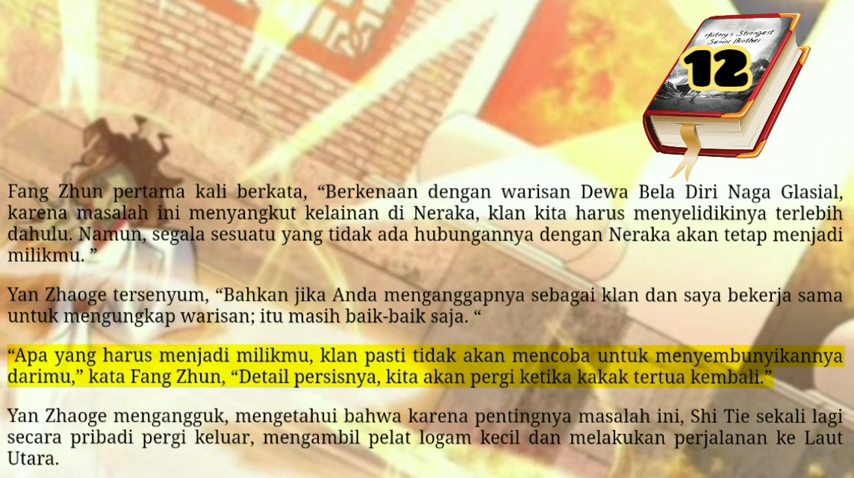 History's Strangest
Senior Brother
12
Fang Zhun pertama kali berkata, “Berkenaan dengan warisan Dewa Bela Diri Naga Glasial,
karena masalah ini menyangkut kelainan di Neraka, klan kita harus menyelidikinya terlebih
dahulu. Namun, segala sesuatu yang tidak ada hubungannya dengan Neraka akan tetap menjadi
milikmu. ”
Yan Zhaoge tersenyum, “Bahkan jika Anda menganggapnya sebagai klan dan saya bekerja sama
untuk mengungkap warisan; itu masih baik-baik saja. “
“Apa yang harus menjadi milikmu, klan pasti tidak akan mencoba untuk menyembunyikannya
darimu,” kata Fang Zhun, “Detail persisnya, kita akan pergi ketika kakak tertua kembali.”
Yan Zhaoge mengangguk, mengetahui bahwa karena pentingnya masalah ini, Shi Tie sekali lagi
secara pribadi pergi keluar, mengambil pelat logam kecil dan melakukan perjalanan ke Laut
Utara.